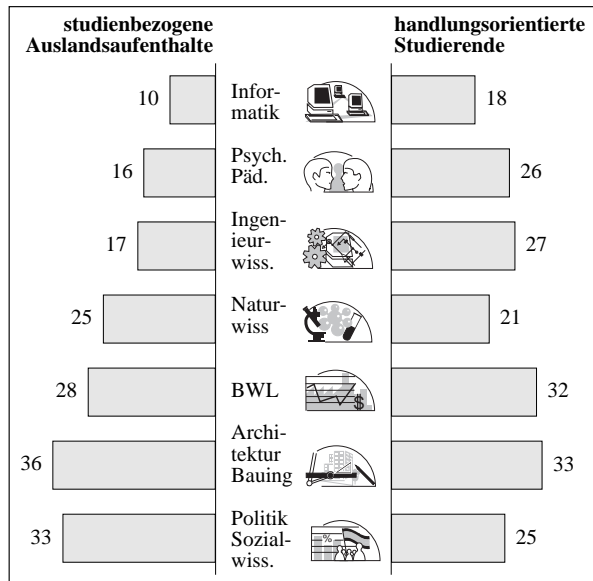 studienbezogene
Auslandsaufenthalte
handlungsorientierte
Studierende
10
Infor-
matik
18
16
Psych.
Päd.
26
17
Ingen-
ieur-
wiss.
27
25
Natur-
wiss
21
28
BWL
$
32
36
Archi-
tektur
Bauing
33
33
Politik
Sozial-
wiss.
%
25